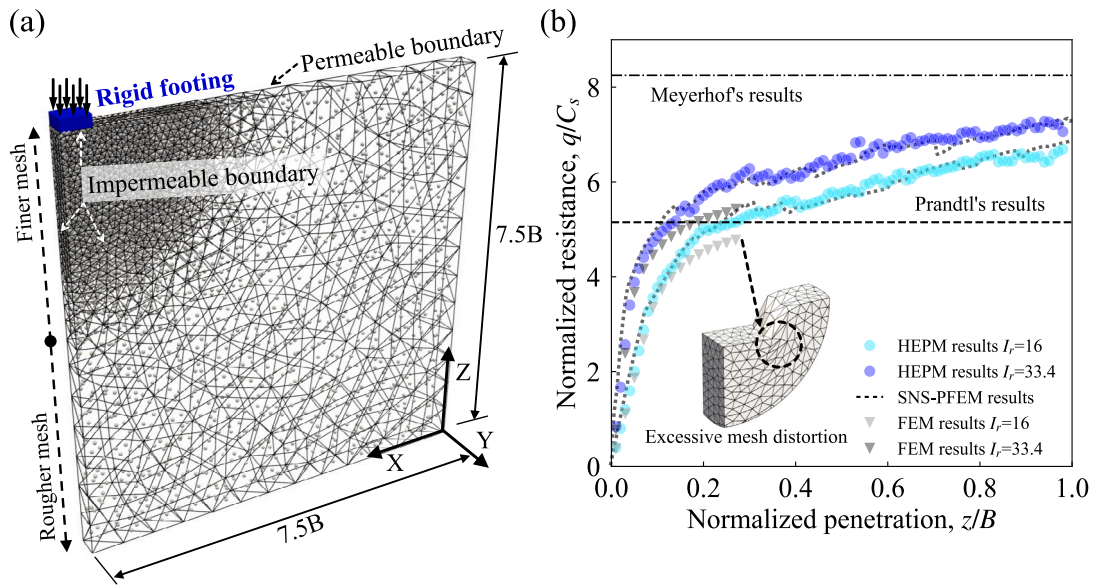 (a)
Permeable boundary
Rigid footing
Impermeable boundary
Finer mesh
Rougher mesh
7.5B
7.5B
Z
Y
X
(b)
Normalized resistance, q/Cₛ
8
6
4
2
0
Meyerhof's results
Prandtl's results
Excessive mesh distortion
HEPM results Iᵣ=16
HEPM results Iᵣ=33.4
SNS-PFEM results
FEM results Iᵣ=16
FEM results Iᵣ=33.4
0.0 0.2 0.4 0.6 0.8 1.0
Normalized penetration, z/B